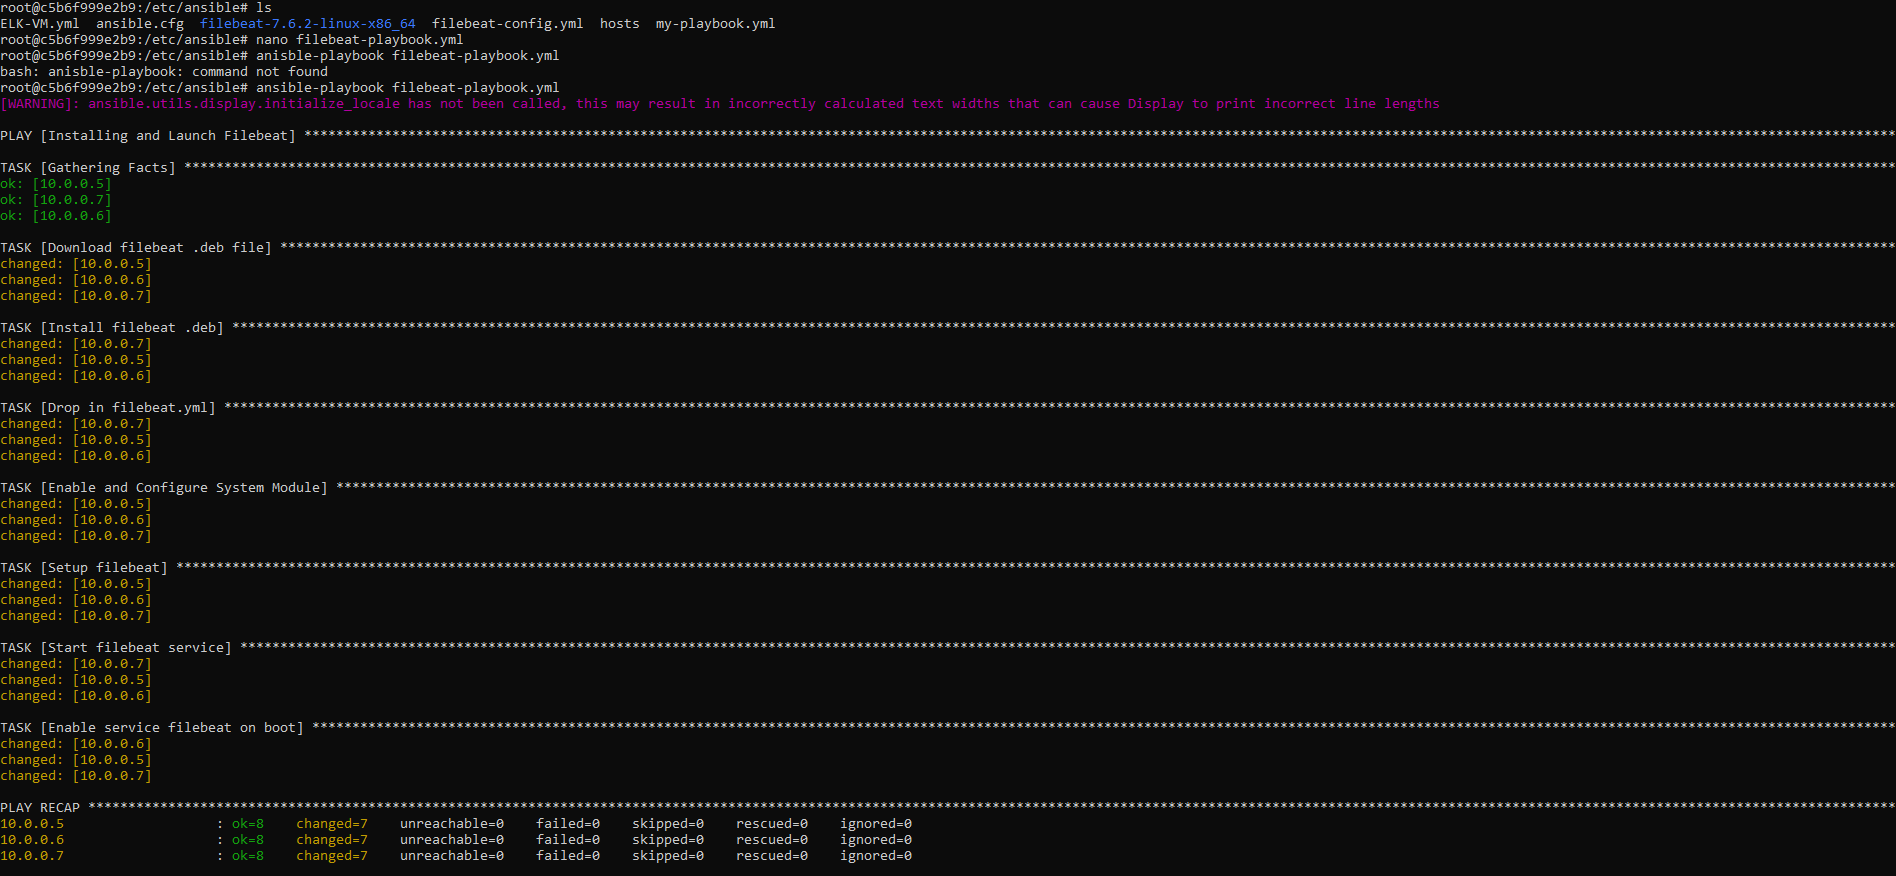 root@c5b6f999e2b9:/etc/ansible# ls
ELK-VM.yml  ansible.cfg  filebeat-7.6.2-linux-x86_64  filebeat-config.yml  hosts  my-playbook.yml
root@c5b6f999e2b9:/etc/ansible# nano filebeat-playbook.yml
root@c5b6f999e2b9:/etc/ansible# anisble-playbook filebeat-playbook.yml
bash: anisble-playbook: command not found
root@c5b6f999e2b9:/etc/ansible# ansible-playbook filebeat-playbook.yml
[WARNING]: ansible.utils.display.initialize_locale has not been called, this may result in incorrectly calculated text widths that can cause Display to print incorrect line lengths
PLAY [Installing and Launch Filebeat] ****************************************
TASK [Gathering Facts] ****************************************
ok: [10.0.0.5]
ok: [10.0.0.7]
ok: [10.0.0.6]
TASK [Download filebeat .deb file] ****************************************
changed: [10.0.0.5]
changed: [10.0.0.6]
changed: [10.0.0.7]
TASK [Install filebeat .deb] ****************************************
changed: [10.0.0.7]
changed: [10.0.0.5]
changed: [10.0.0.6]
TASK [Drop in filebeat.yml] ****************************************
changed: [10.0.0.7]
changed: [10.0.0.5]
changed: [10.0.0.6]
TASK [Enable and Configure System Module] ****************************************
changed: [10.0.0.5]
changed: [10.0.0.6]
changed: [10.0.0.7]
TASK [Setup filebeat] ****************************************
changed: [10.0.0.5]
changed: [10.0.0.6]
changed: [10.0.0.7]
TASK [Start filebeat service] ****************************************
changed: [10.0.0.7]
changed: [10.0.0.5]
changed: [10.0.0.6]
TASK [Enable service filebeat on boot] ****************************************
changed: [10.0.0.6]
changed: [10.0.0.5]
changed: [10.0.0.7]
PLAY RECAP ****************************************
10.0.0.5                   : ok=8    changed=7    unreachable=0    failed=0    skipped=0    rescued=0    ignored=0
10.0.0.6                   : ok=8    changed=7    unreachable=0    failed=0    skipped=0    rescued=0    ignored=0
10.0.0.7                   : ok=8    changed=7    unreachable=0    failed=0    skipped=0    rescued=0    ignored=0